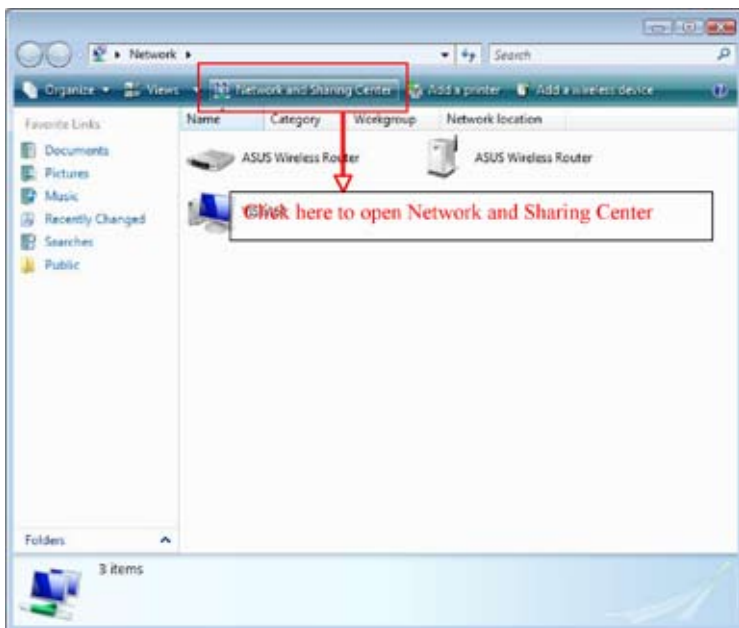 Network
Search
Organize
Views
Network and Sharing Center
Add a printer
Add a wireless device
Favorite Links
Name
Category
Workgroup
Network location
Documents
Pictures
Music
Recently Changed
Searches
Public
ASUS Wireless Router
ASUS Wireless Router
Click here to open Network and Sharing Center
Folders
3 items